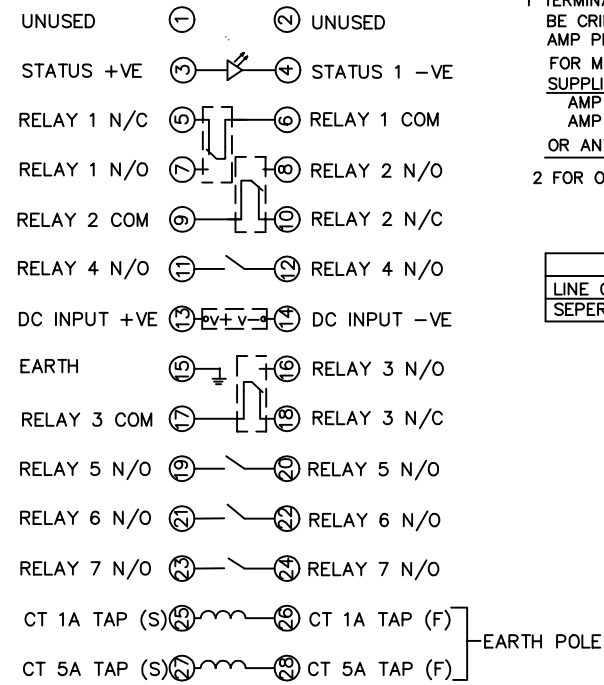 UNUSED 1 2 UNUSED
STATUS +VE 3 4 STATUS 1 −VE
RELAY 1 N/C 5 6 RELAY 1 COM
RELAY 1 N/O 7 8 RELAY 2 N/O
RELAY 2 COM 9 10 RELAY 2 N/C
RELAY 4 N/O 11 12 RELAY 4 N/O
DC INPUT +VE 13 V+ V− 14 DC INPUT −VE
EARTH 15 16 RELAY 3 N/O
RELAY 3 COM 17 18 RELAY 3 N/C
RELAY 5 N/O 19 20 RELAY 5 N/O
RELAY 6 N/O 21 22 RELAY 6 N/O
RELAY 7 N/O 23 24 RELAY 7 N/O
CT 1A TAP (S) 25 26 CT 1A TAP (F)
EARTH POLE
CT 5A TAP (S) 27 28 CT 5A TAP (F)
BE
AMP
FOR
AMP
AMP
OR
2 FOR
LINE